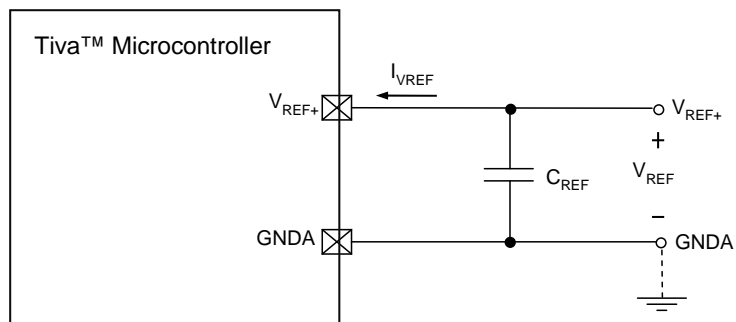 Tiva™ Microcontroller
I_VREF
V_REF+
V_REF+
+
C_REF
V_REF
–
GNDA
GNDA